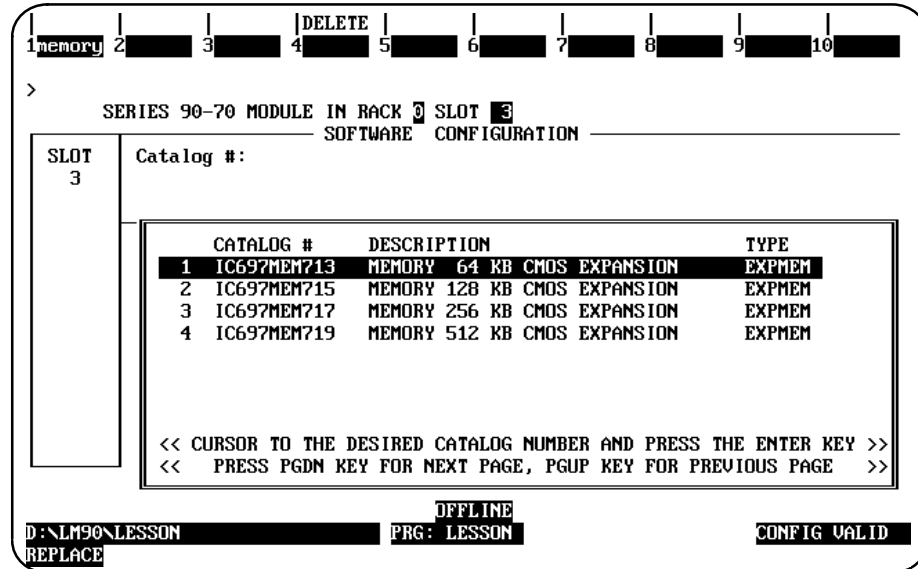 DELETE
1memory 2 3 4 5 6 7 8 9 10
>
SERIES 90-70 MODULE IN RACK 0 SLOT 3
SOFTWARE CONFIGURATION
SLOT Catalog #:
3
CATALOG # DESCRIPTION TYPE
1 IC697MEM713 MEMORY 64 KB CMOS EXPANSION EXPMEM
2 IC697MEM715 MEMORY 128 KB CMOS EXPANSION EXPMEM
3 IC697MEM717 MEMORY 256 KB CMOS EXPANSION EXPMEM
4 IC697MEM719 MEMORY 512 KB CMOS EXPANSION EXPMEM
<< CURSOR TO THE DESIRED CATALOG NUMBER AND PRESS THE ENTER KEY >>
<< PRESS PGDN KEY FOR NEXT PAGE, PGUP KEY FOR PREVIOUS PAGE >>
OFFLINE
D:\LM90\LESSON PRG: LESSON CONFIG VALID
REPLACE